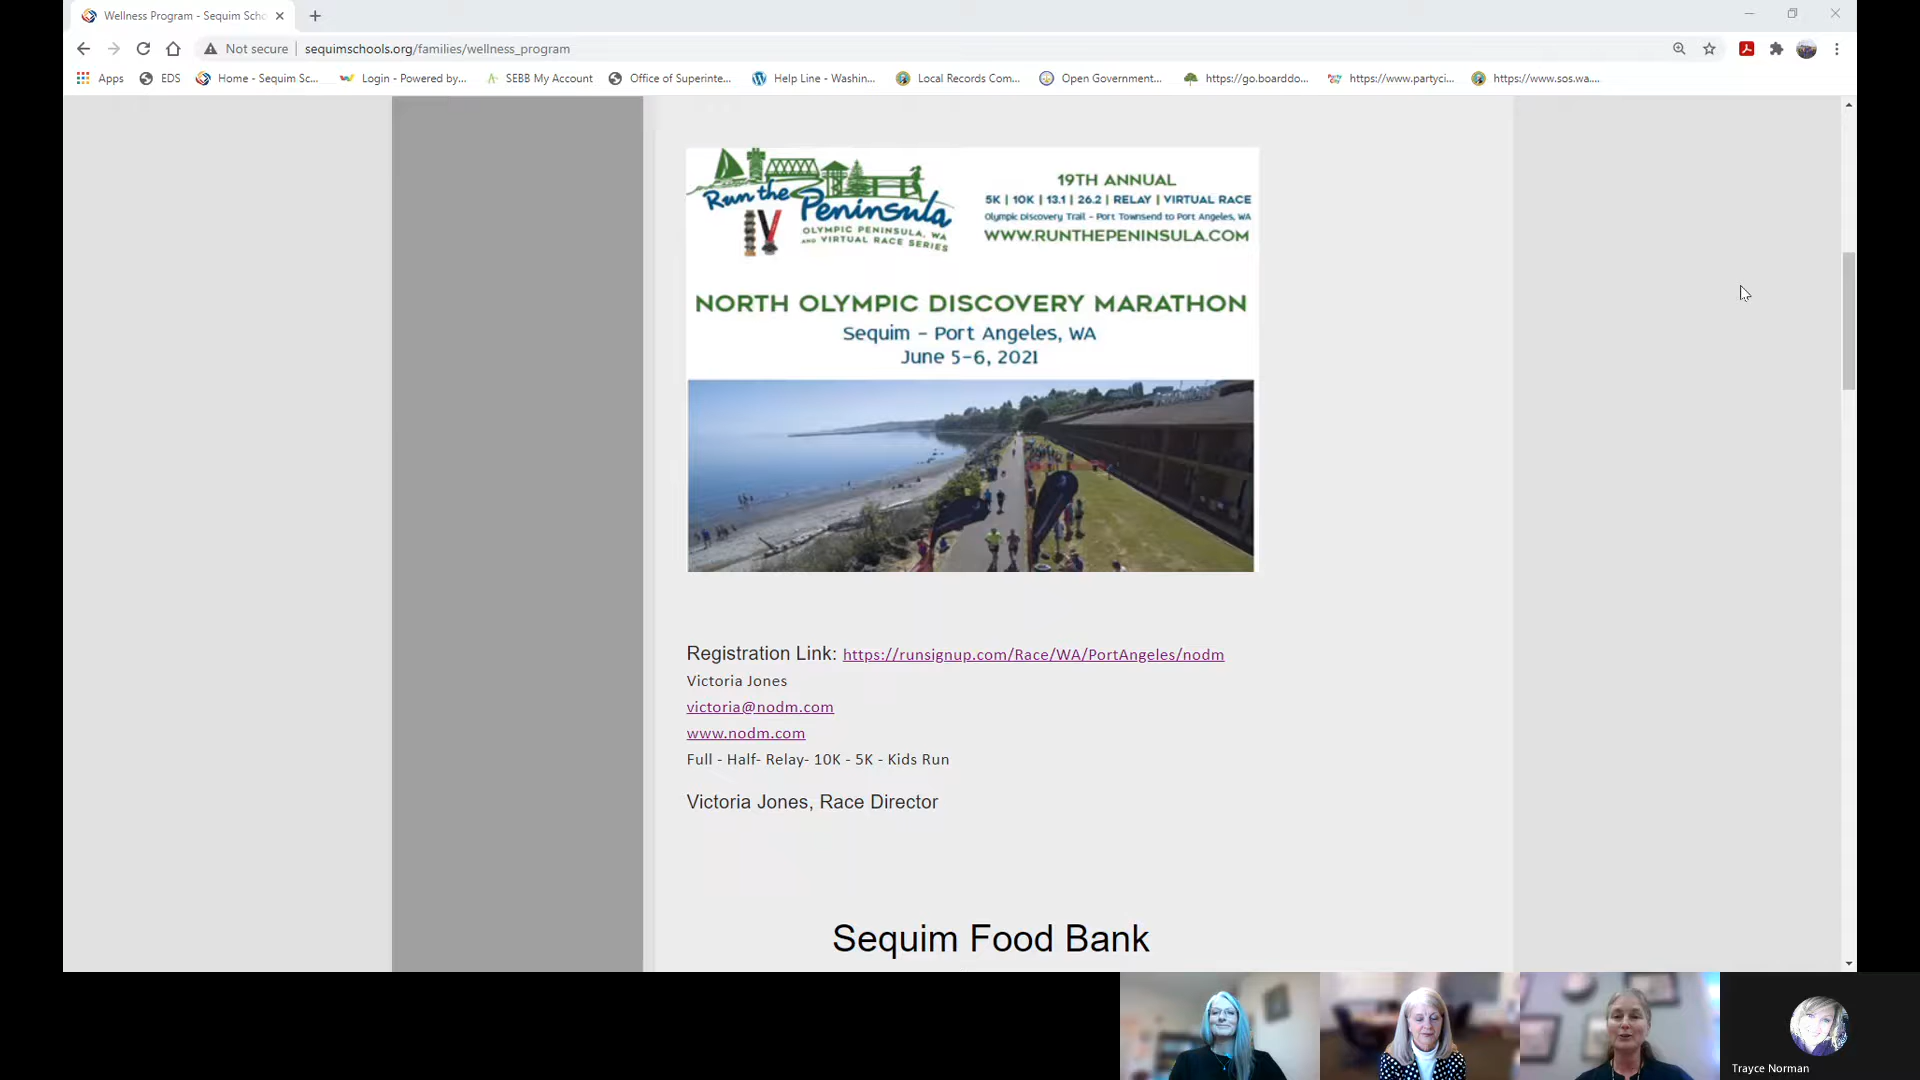 Wellness Program - Sequim Scho
Not secure
sequimschools.org/families/wellness_program
Apps
EDS
Home - Sequim Sc...
Login - Powered by...
SEBB My Account
Office of Superinte...
Help Line - Washin...
Local Records Com...
Open Government...
https://go.boarddo...
https://www.partyci...
https://www.sos.wa....
Run the
Peninsula
OLYMPIC PENINSULA, WA
AND VIRTUAL RACE SERIES
19TH ANNUAL
5K | 10K | 13.1 | 26.2 | RELAY | VIRTUAL RACE
Olympic Discovery Trail - Port Townsend to Port Angeles, WA
WWW.RUNTHEPENINSULA.COM
NORTH OLYMPIC DISCOVERY MARATHON
Sequim - Port Angeles, WA
June 5-6, 2021
Registration Link: https://runsignup.com/Race/WA/PortAngeles/nodm
Victoria Jones
victoria@nodm.com
www.nodm.com
Full - Half- Relay- 10K - 5K - Kids Run
Victoria Jones, Race Director
Sequim Food Bank
Trayce Norman